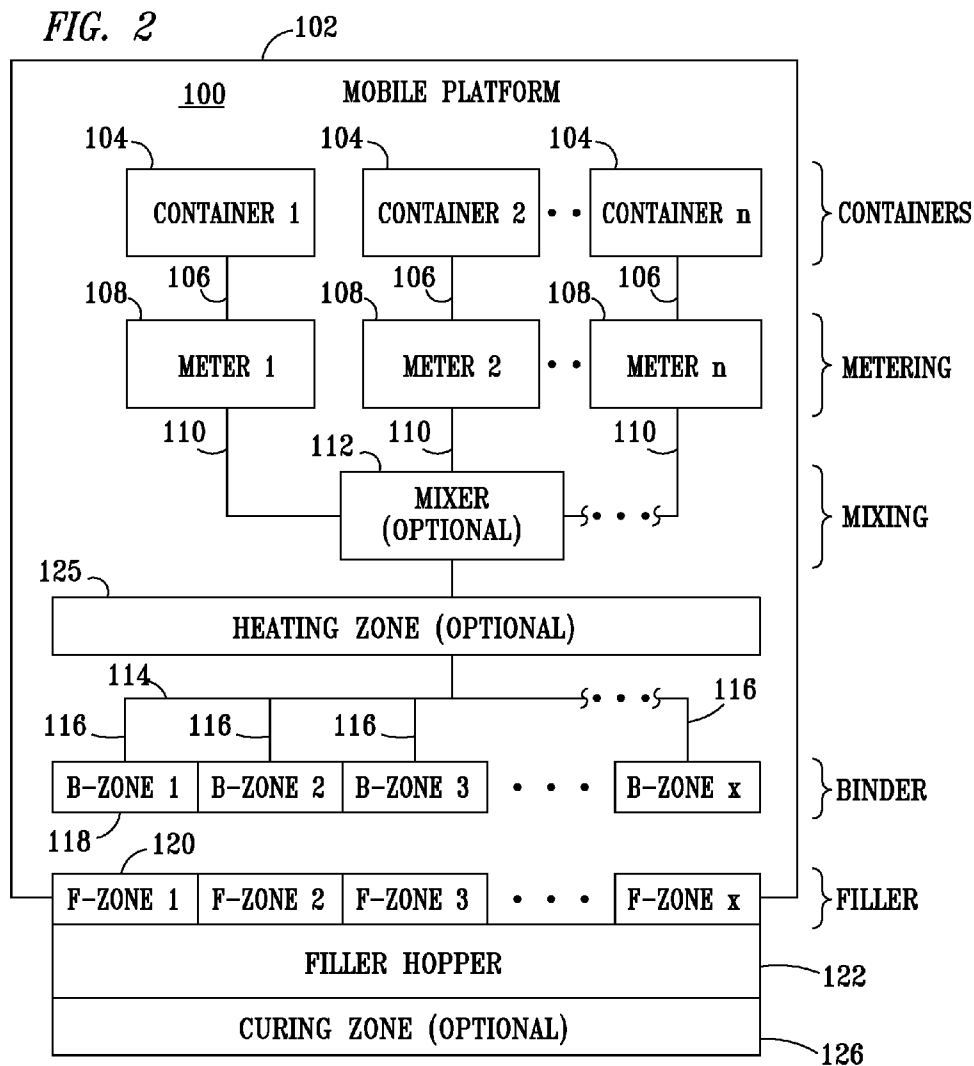 FIG. 2
102
100 MOBILE PLATFORM
104 104 104
CONTAINER 1 CONTAINER 2 • • CONTAINER n CONTAINERS
106 106 106
108 108 108
METER 1 METER 2 • • METER n METERING
110 110 110
112
MIXER
(OPTIONAL) • • • MIXING
125
HEATING ZONE (OPTIONAL)
114 • • •
116 116 116 116
B-ZONE 1 B-ZONE 2 B-ZONE 3 • • • B-ZONE x BINDER
118 120
F-ZONE 1 F-ZONE 2 F-ZONE 3 • • • F-ZONE x FILLER
FILLER HOPPER 122
CURING ZONE (OPTIONAL) 126